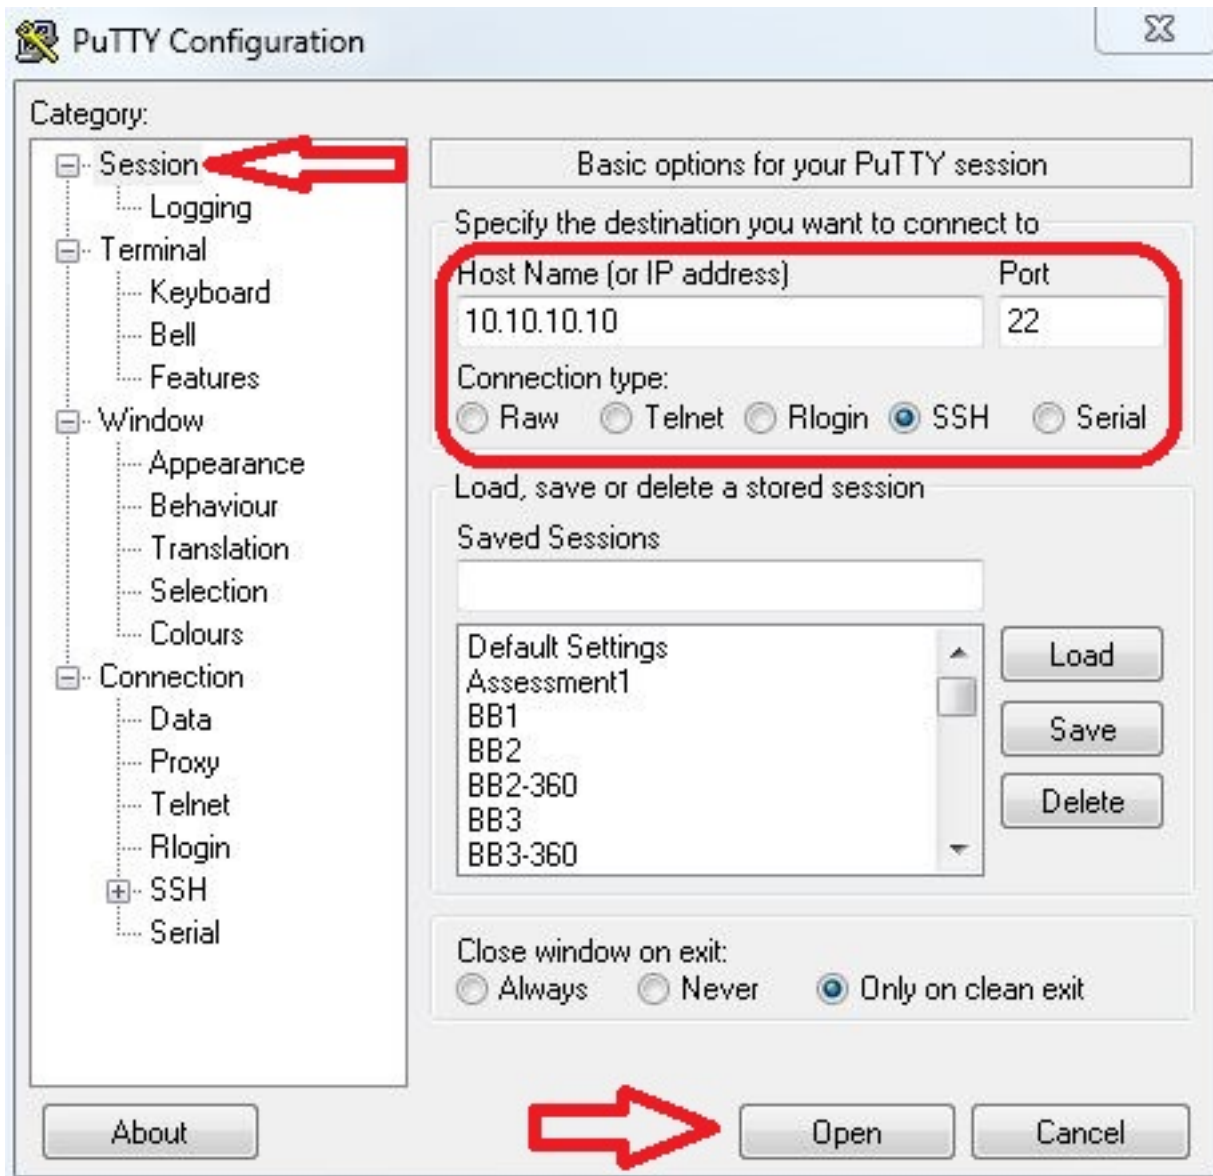 PuTTY Configuration
Category:
Session
Logging
Terminal
Keyboard
Bell
Features
Window
Appearance
Behaviour
Translation
Selection
Colours
Connection
Data
Proxy
Telnet
Rlogin
SSH
Serial
Basic options for your PuTTY session
Specify the destination you want to connect to
Host Name (or IP address) Port
10.10.10.10 22
Connection type:
Raw Telnet Rlogin SSH Serial
Load, save or delete a stored session
Saved Sessions
Default Settings
Assessment1
BB1
BB2
BB2-360
BB3
BB3-360
Load
Save
Delete
Close window on exit:
Always Never Only on clean exit
About Open Cancel